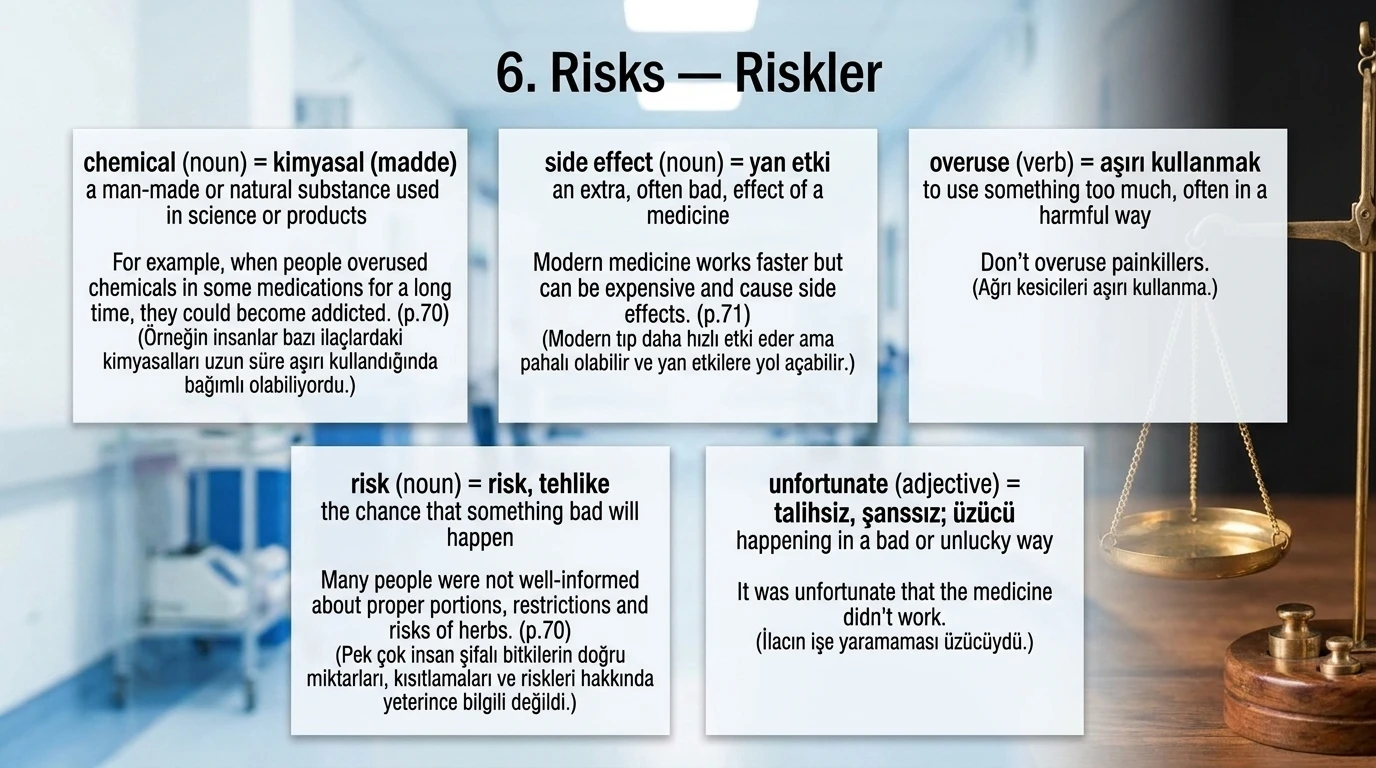 6. Risks — Riskler
chemical (noun) = kimyasal (madde)
a man-made or natural substance used
in science or products
For example, when people overused
chemicals in some medications for a long
time, they could become addicted. (p.70)
(Örneğin insanlar bazı ilaçlardaki
kimyasalları uzun süre aşırı kullandığında
bağımlı olabiliyordu.)
side effect (noun) = yan etki
an extra, often bad, effect of a
medicine
Modern medicine works faster but
can be expensive and cause side
effects. (p.71)
(Modern tıp daha hızlı etki eder ama
pahalı olabilir ve yan etkilere yol açabilir.)
overuse (verb) = aşırı kullanmak
to use something too much, often in a
harmful way
Don’t overuse painkillers.
(Ağrı kesicileri aşırı kullanma.)
risk (noun) = risk, tehlike
the chance that something bad will
happen
Many people were not well-informed
about proper portions, restrictions and
risks of herbs. (p.70)
(Pek çok insan şifalı bitkilerin doğru
miktarları, kısıtlamaları ve riskleri hakkında
yeterince bilgili değildi.)
unfortunate (adjective) =
talihsiz, şanssız; üzücü
happening in a bad or unlucky way
It was unfortunate that the medicine
didn’t work.
(İlacın işe yaramaması üzücüydü.)